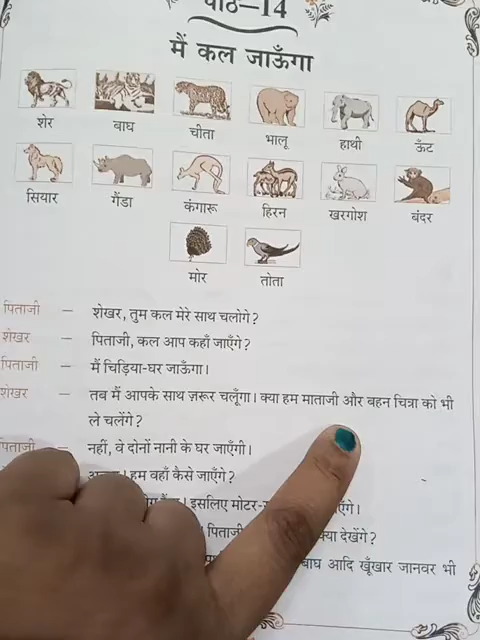 पाठ–14
मैं कल जाऊँगा
शेर बाघ चीता भालू हाथी ऊँट
सियार गैंडा कंगारू हिरन खरगोश बंदर
मोर तोता
पिताजी – शेखर, तुम कल मेरे साथ चलोगे?
शेखर – पिताजी, कल आप कहाँ जाएँगे?
पिताजी – मैं चिड़िया-घर जाऊँगा।
शेखर – तब मैं आपके साथ ज़रूर चलूँगा। क्या हम माताजी और बहन चित्रा को भी
ले चलेंगे?
पिताजी – नहीं, वे दोनों नानी के घर जाएँगी।
हम वहाँ कैसे जाएँगे?
इसलिए मोटर-
पिताजी क्या देखेंगे?
बाघ आदि खूँखार जानवर भी